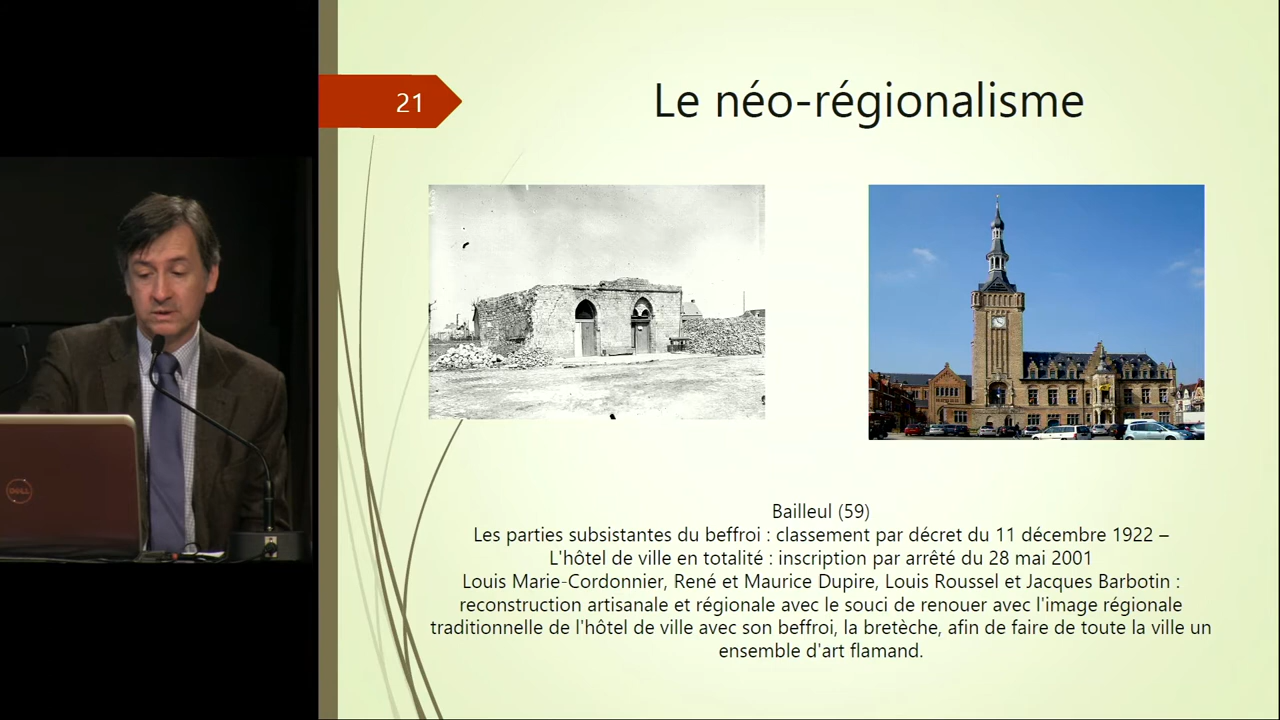 21
Le néo-régionalisme
Bailleul (59)
Les parties subsistantes du beffroi : classement par décret du 11 décembre 1922 –
L'hôtel de ville en totalité : inscription par arrêté du 28 mai 2001
Louis Marie-Cordonnier, René et Maurice Dupire, Louis Roussel et Jacques Barbotin :
reconstruction artisanale et régionale avec le souci de renouer avec l'image régionale
traditionnelle de l'hôtel de ville avec son beffroi, la bretèche, afin de faire de toute la ville un
ensemble d'art flamand.
DELL